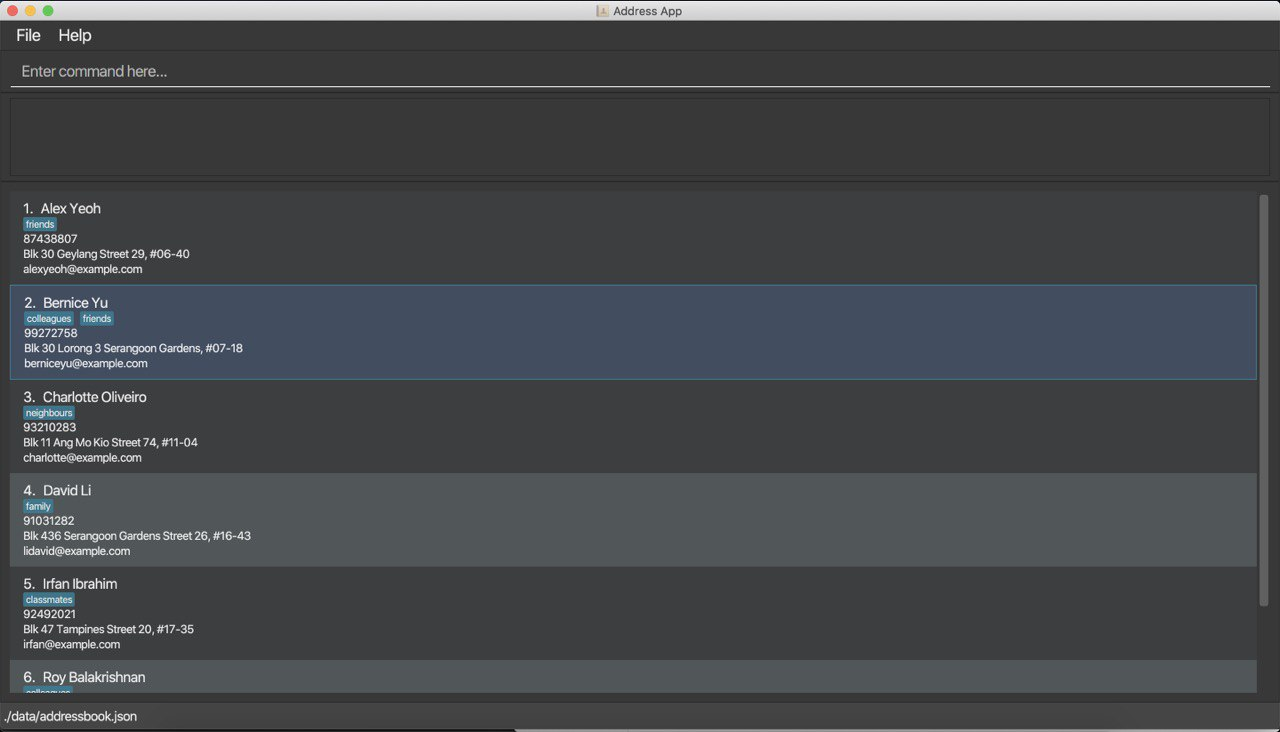 Address App
File Help
Enter command here...
1. Alex Yeoh
friends
87438807
Blk 30 Geylang Street 29, #06-40
alexyeoh@example.com
2. Bernice Yu
colleagues friends
99272758
Blk 30 Lorong 3 Serangoon Gardens, #07-18
berniceyu@example.com
3. Charlotte Oliveiro
neighbours
93210283
Blk 11 Ang Mo Kio Street 74, #11-04
charlotte@example.com
4. David Li
family
91031282
Blk 436 Serangoon Gardens Street 26, #16-43
lidavid@example.com
5. Irfan Ibrahim
classmates
92492021
Blk 47 Tampines Street 20, #17-35
irfan@example.com
6. Roy Balakrishnan
colleagues
./data/addressbook.json